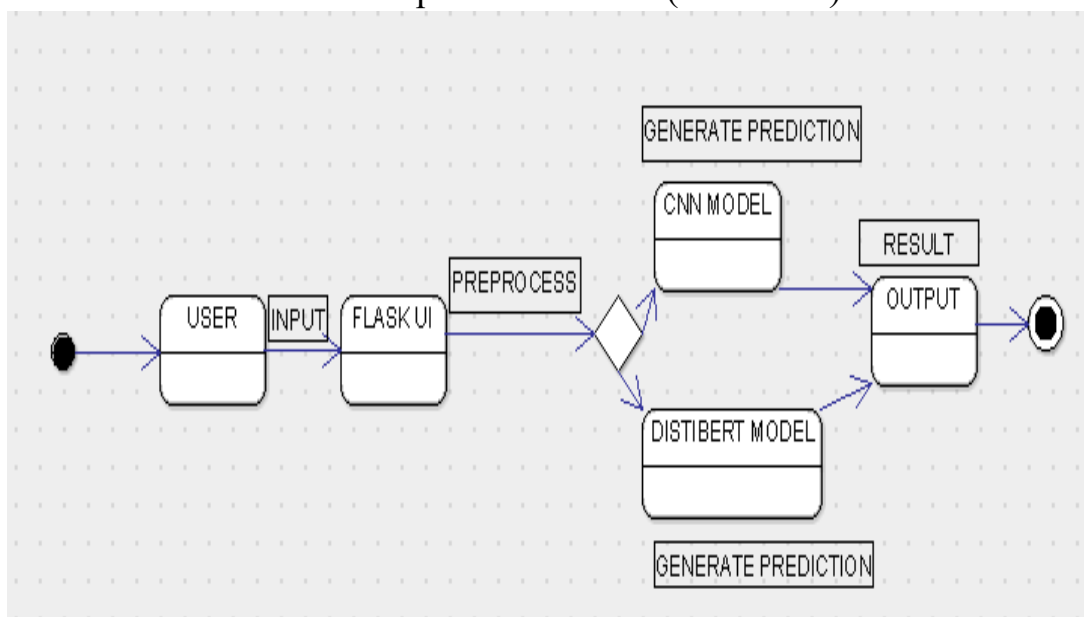 GENERATE PREDICTION
CNN MODEL
RESULT
PREPROCESS
OUTPUT
USER
INPUT
FLASK UI
DISTIBERT MODEL
GENERATE PREDICTION